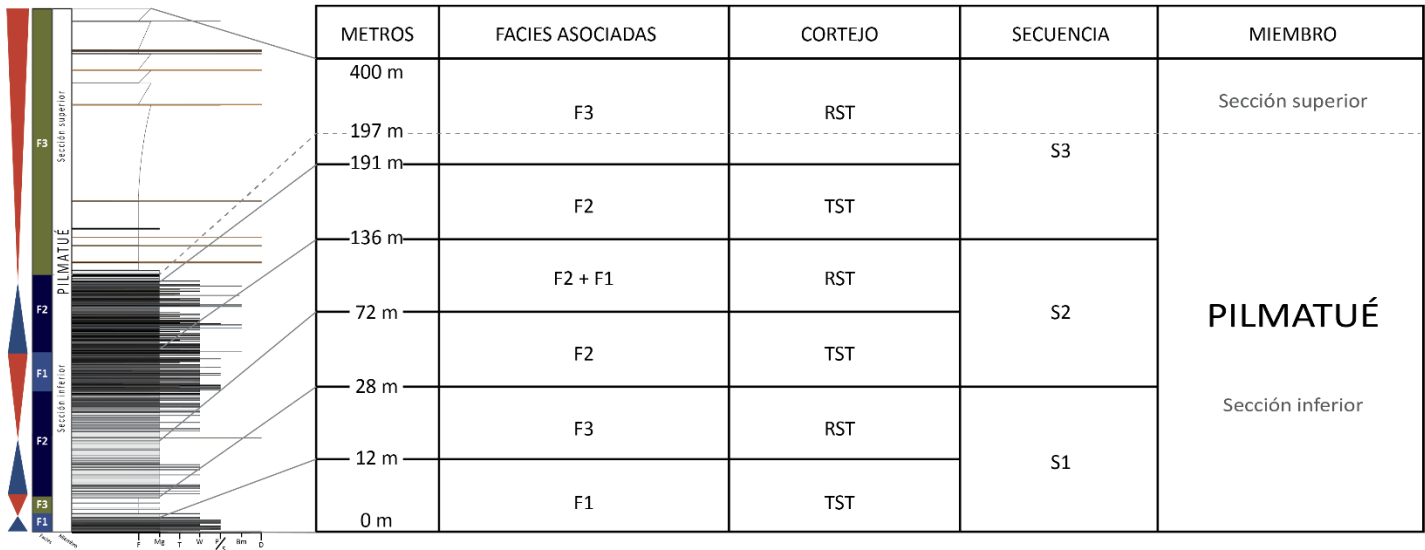 METROS FACIES ASOCIADAS CORTEJO SECUENCIA MIEMBRO
400 m
F3 RST
Sección superior
197 m
S3
191 m
F2 TST
136 m
F2 + F1 RST
72 m
S2
PILMATUÉ
F2 TST
28 m
Sección inferior
F3 RST
12 m
S1
F1 TST
0 m
F3
Sección superior
PILMATUÉ
F2
F1
Sección inferior
F2
F3
F1
Facies Miembro F Mg T W P/ Bm D